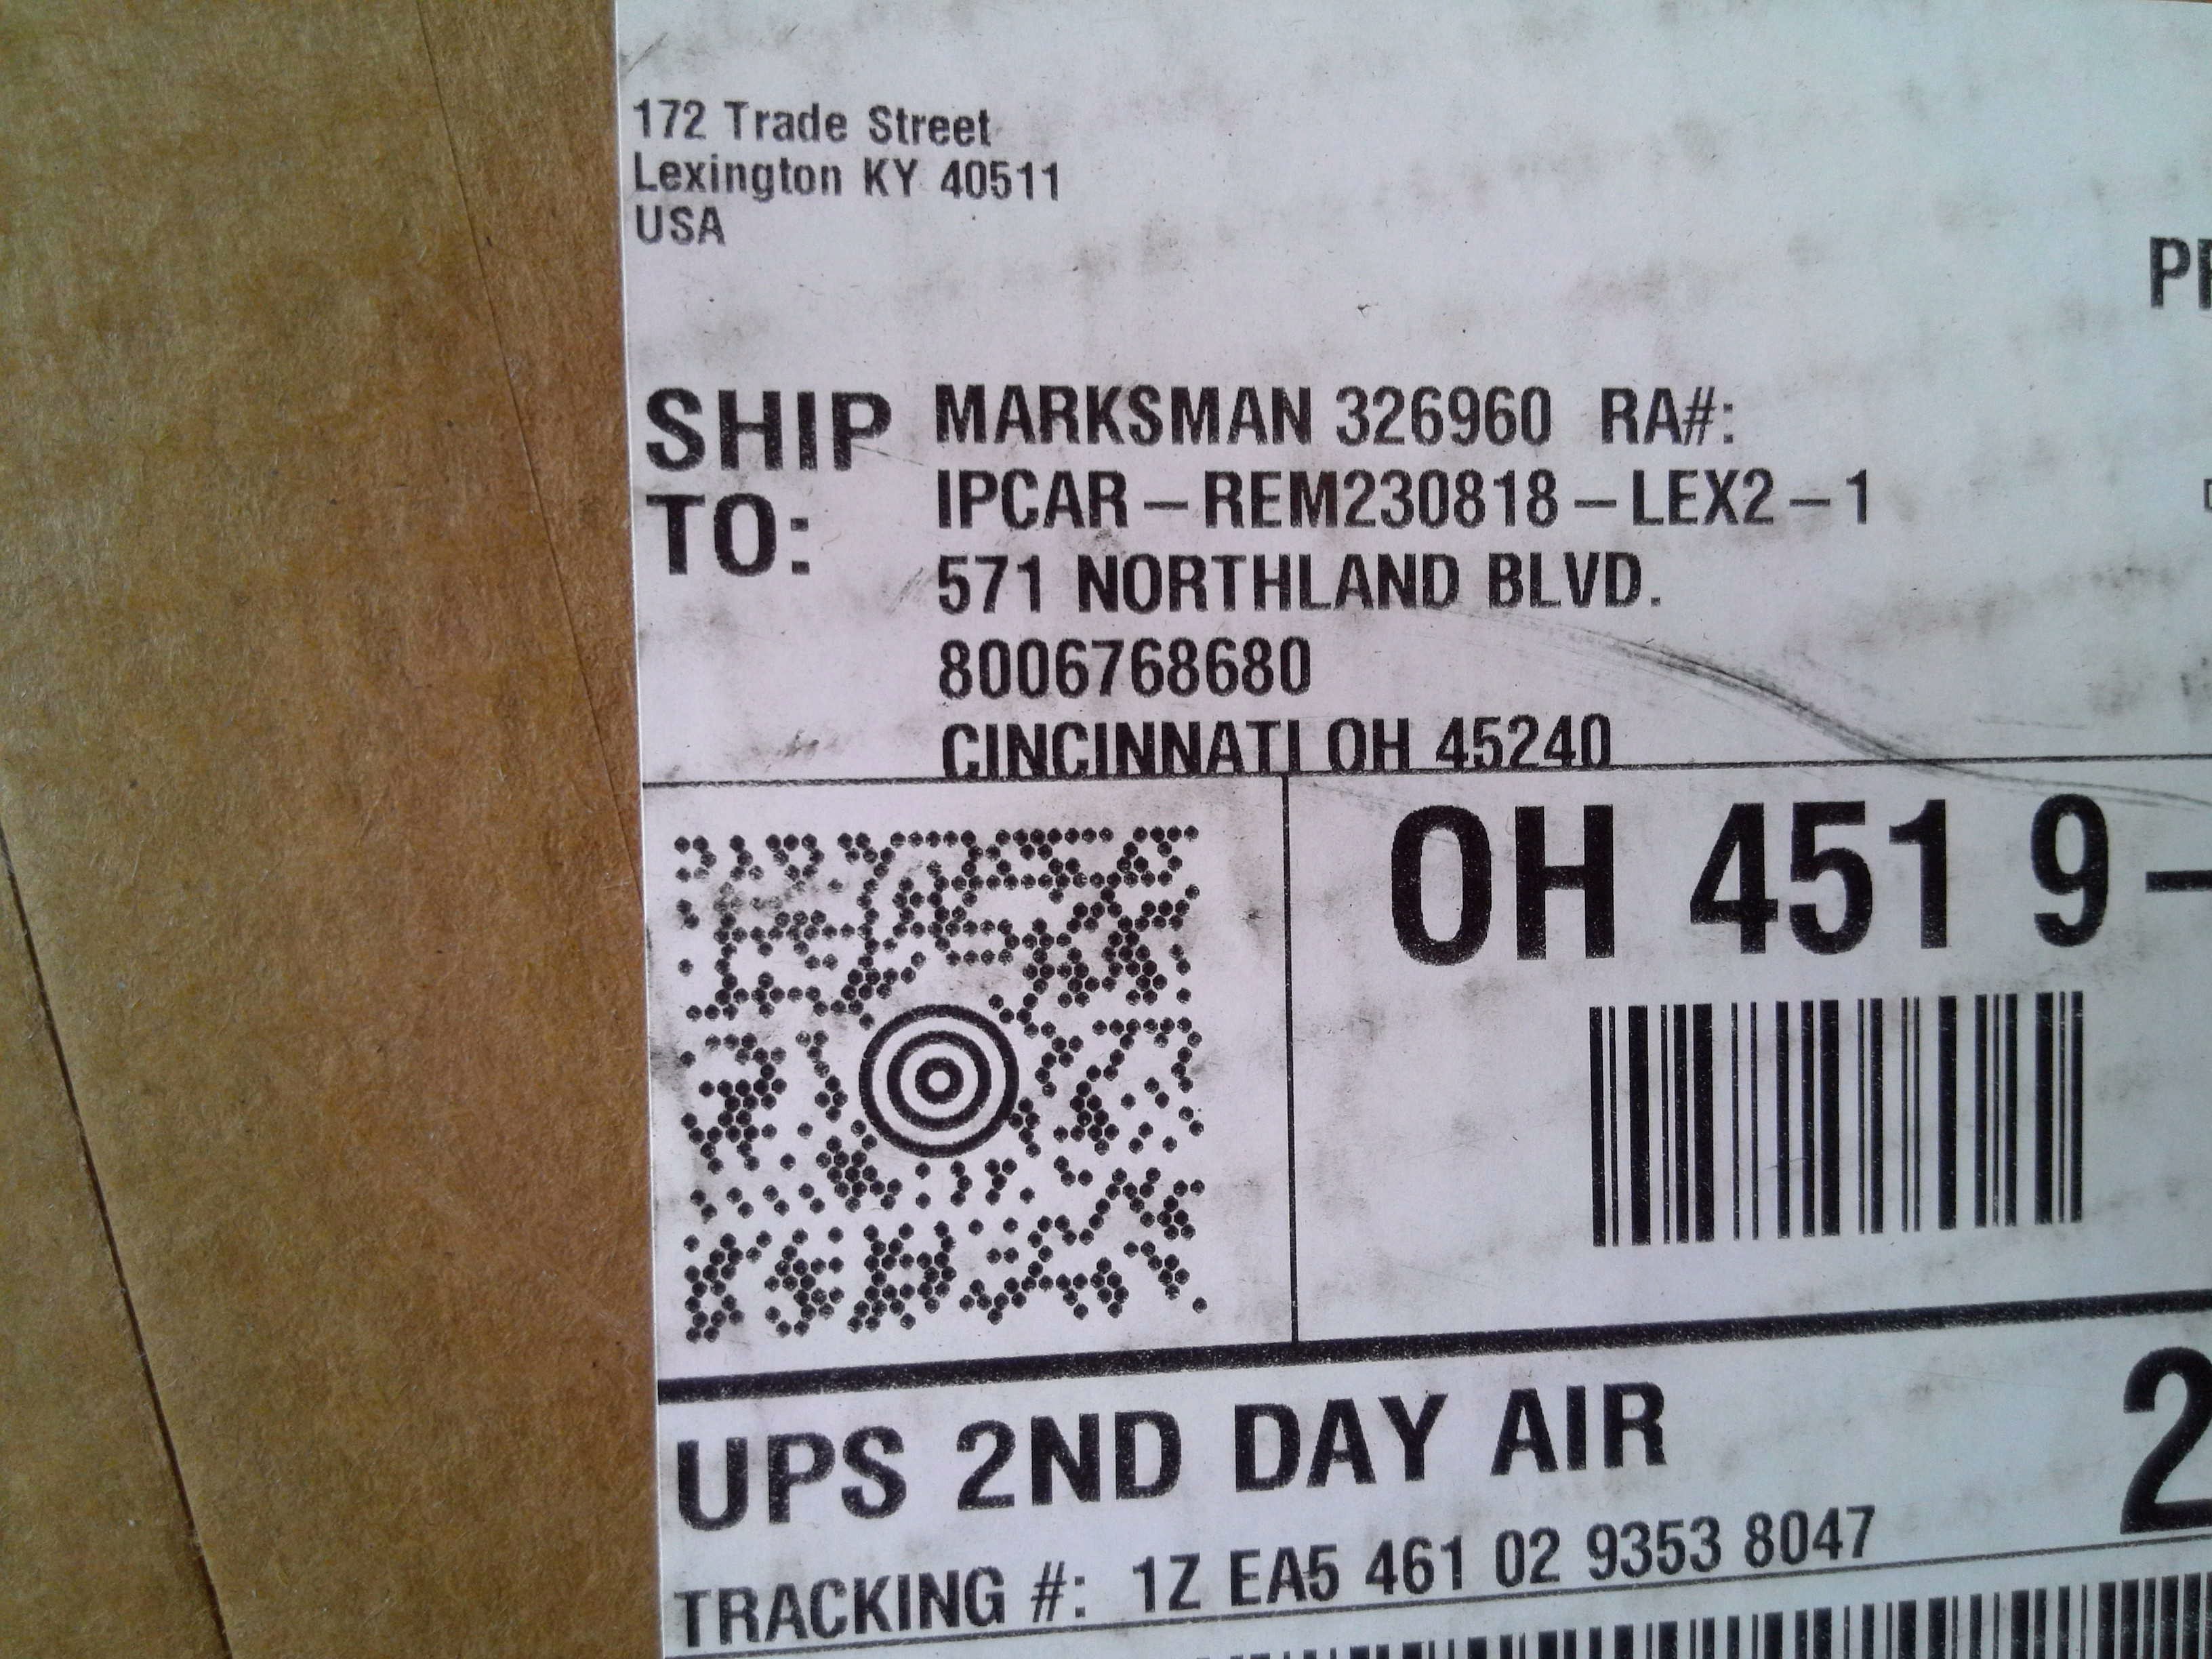 172 Trade Street
Lexington KY 40511
USA
SHIP TO:
MARKSMAN 326960 RA#:
IPCAR – REM230818 – LEX2 – 1
571 NORTHLAND BLVD.
8006768680
CINCINNATI OH 45240
OH 451 9 –
UPS 2ND DAY AIR
2
TRACKING #: 1Z EA5 461 02 9353 8047